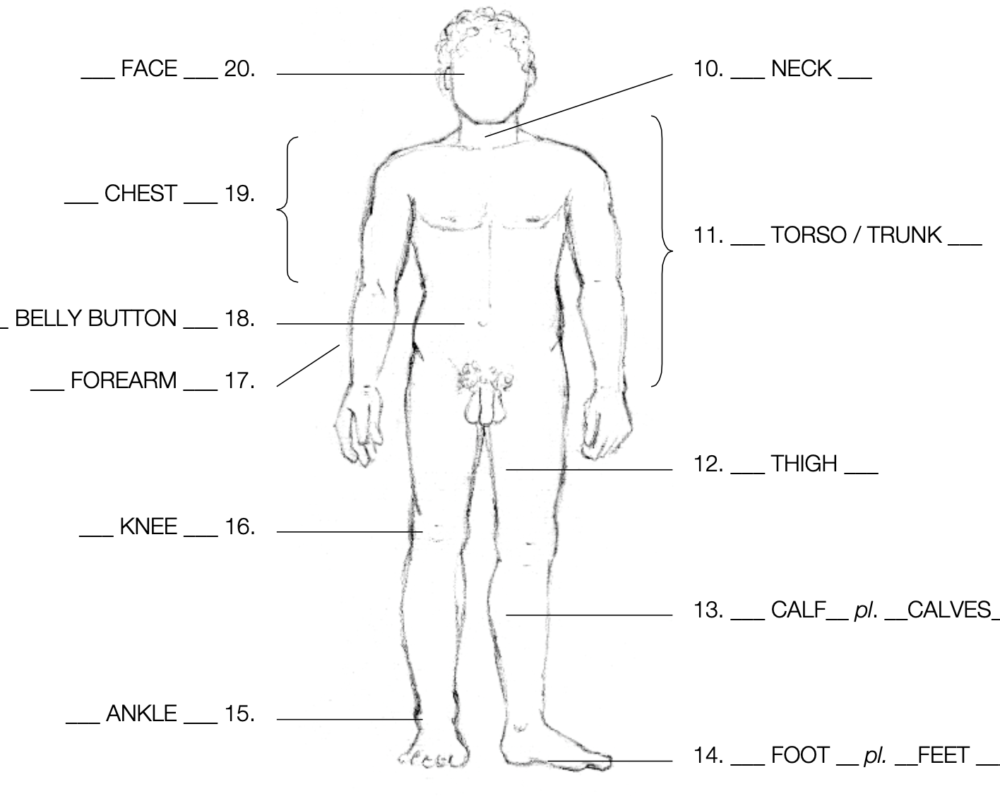 ___ FACE ___ 20.
10. ___ NECK ___
___ CHEST ___ 19.
11. ___ TORSO / TRUNK ___
_ BELLY BUTTON ___ 18.
___ FOREARM ___ 17.
12. ___ THIGH ___
___ KNEE ___ 16.
13. ___ CALF__ pl. __CALVES_
___ ANKLE ___ 15.
14. ___ FOOT __ pl. __FEET __